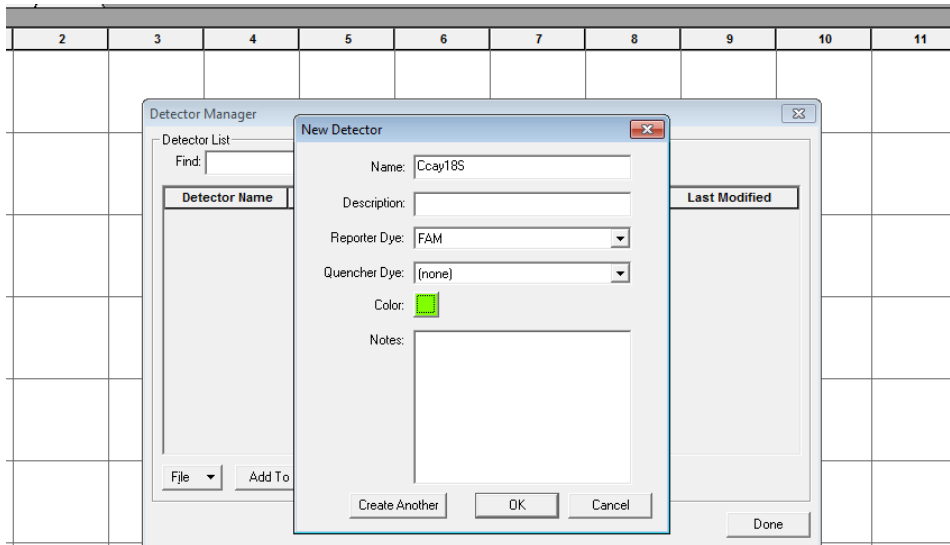 2 3 4 5 6 7 8 9 10 11
Detector Manager
Detector List
Find:
Detector Name Last Modified
File Add To
Done
New Detector
Name: Ccay18S
Description:
Reporter Dye: FAM
Quencher Dye: (none)
Color:
Notes:
Create Another OK Cancel